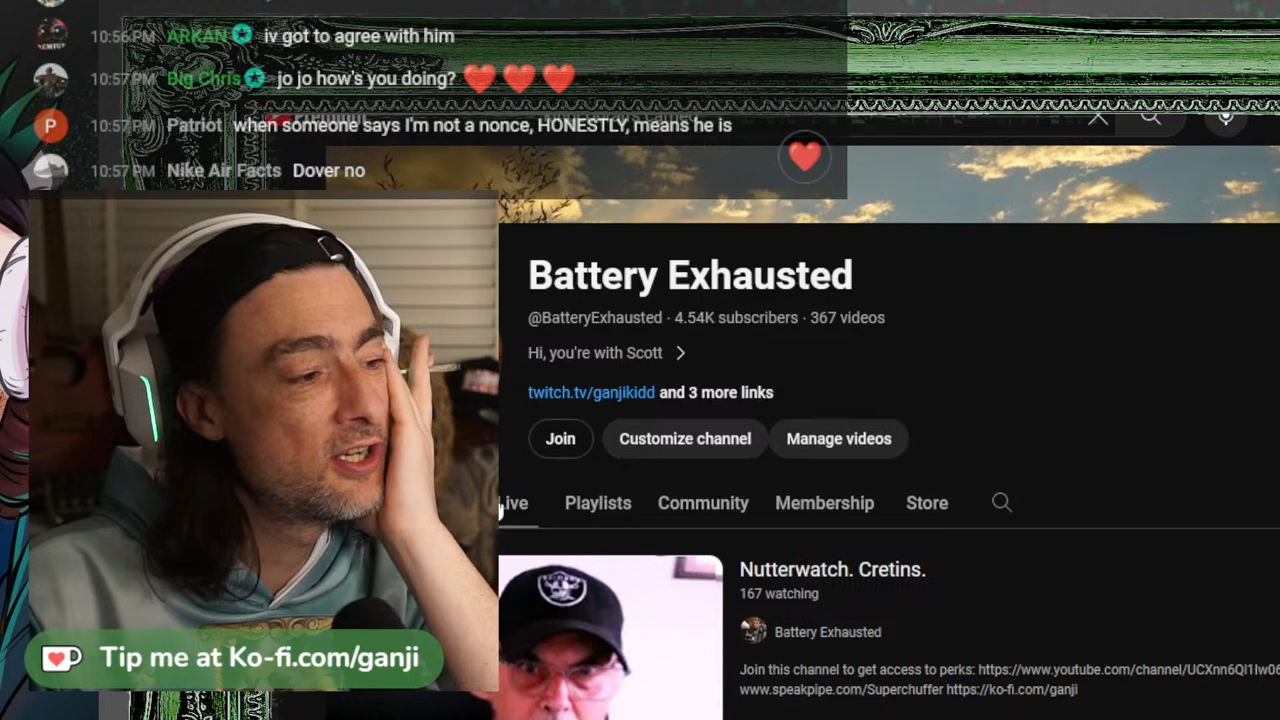 10:56 PM ARKAN iv got to agree with him
10:57 PM Big Chris jo jo how's you doing? ❤️ ❤️ ❤️
P 10:57 PM Patriot when someone says I'm not a nonce, HONESTLY, means he is
10:57 PM Nike Air Facts Dover no
Battery Exhausted
@BatteryExhausted · 4.54K subscribers · 367 videos
Hi, you're with Scott
twitch.tv/ganjikidd and 3 more links
Join Customize channel Manage videos
Live Playlists Community Membership Store
Nutterwatch. Cretins.
167 watching
Battery Exhausted
Join this channel to get access to perks: https://www.youtube.com/channel/UCXnn6QI1Iw06
www.speakpipe.com/Superchuffer https://ko-fi.com/ganji
Tip me at Ko-fi.com/ganji